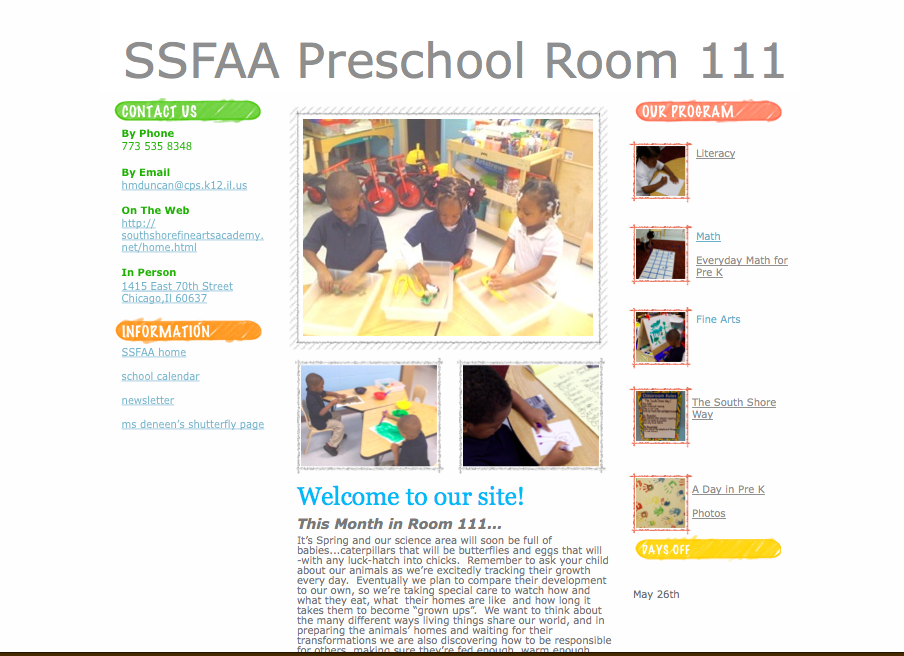 SSFAA Preschool Room 111
CONTACT US
By Phone
773 535 8348
By Email
hmduncan@cps.k12.il.us
On The Web
http://
southshorefineartsacademy.
net/home.html
In Person
1415 East 70th Street
Chicago,Il 60637
INFORMATION
SSFAA home
school calendar
newsletter
ms deneen's shutterfly page
Welcome to our site!
This Month in Room 111...
It's Spring and our science area will soon be full of
babies...caterpillars that will be butterflies and eggs that will
-with any luck-hatch into chicks.  Remember to ask your child
about our animals as we're excitedly tracking their growth
every day.  Eventually we plan to compare their development
to our own, so we're taking special care to watch how and
what they eat, what  their homes are like  and how long it
takes them to become “grown ups”.  We want to think about
the many different ways living things share our world, and in
preparing the animals' homes and waiting for their
transformations we are also discovering how to be responsible
for others, making sure they're fed enough, warm enough
OUR PROGRAM
Literacy
Math
Everyday Math for
Pre K
Fine Arts
The South Shore
Way
A Day in Pre K
Photos
DAYS OFF
May 26th